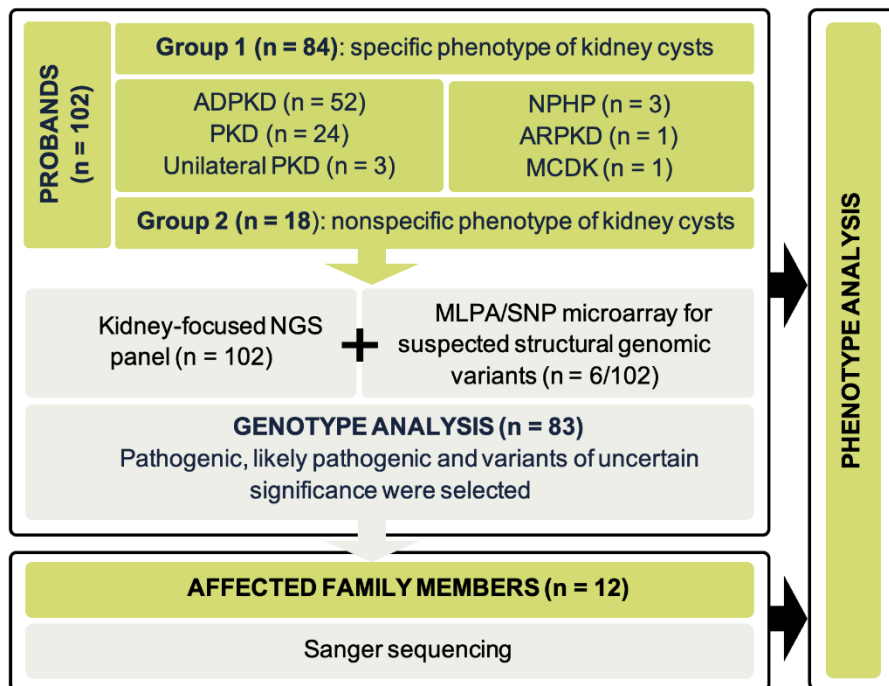 PROBANDS
(n = 102)
Group 1 (n = 84): specific phenotype of kidney cysts
ADPKD (n = 52)
PKD (n = 24)
Unilateral PKD (n = 3)
NPHP (n = 3)
ARPKD (n = 1)
MCDK (n = 1)
Group 2 (n = 18): nonspecific phenotype of kidney cysts
Kidney-focused NGS
panel (n = 102)
+
MLPA/SNP microarray for
suspected structural genomic
variants (n = 6/102)
GENOTYPE ANALYSIS (n = 83)
Pathogenic, likely pathogenic and variants of uncertain
significance were selected
AFFECTED FAMILY MEMBERS (n = 12)
Sanger sequencing
PHENOTYPE ANALYSIS